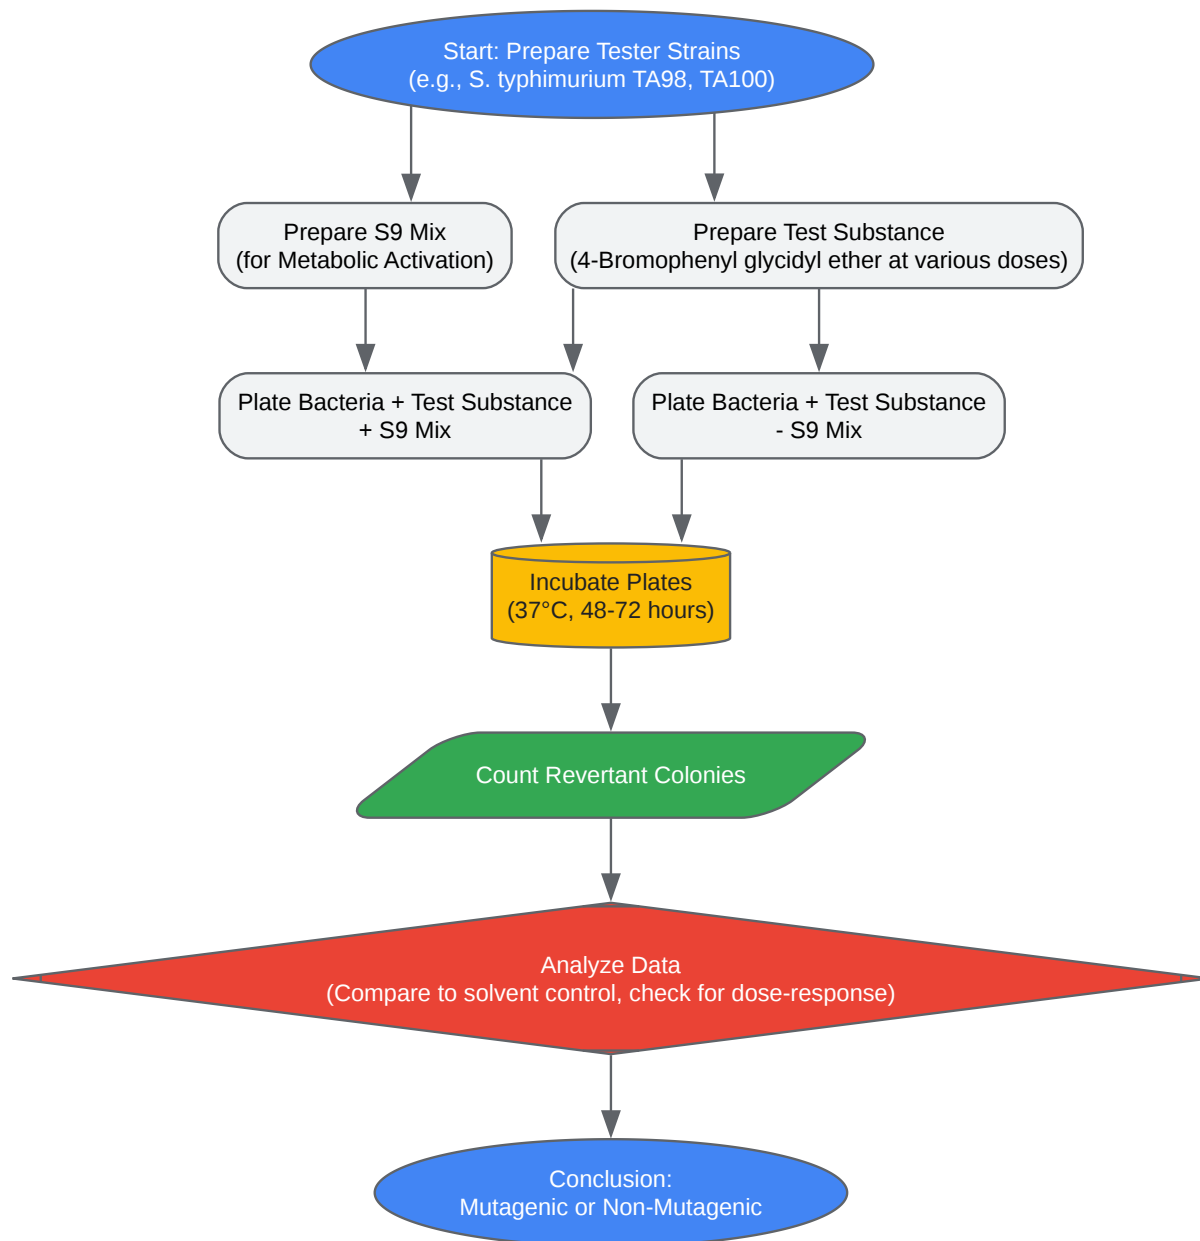 Start: Prepare Tester Strains
(e.g., S. typhimurium TA98, TA100)
Prepare S9 Mix
(for Metabolic Activation)
Prepare Test Substance
(4-Bromophenyl glycidyl ether at various doses)
Plate Bacteria + Test Substance
+ S9 Mix
Plate Bacteria + Test Substance
- S9 Mix
Incubate Plates
(37°C, 48-72 hours)
Count Revertant Colonies
Analyze Data
(Compare to solvent control, check for dose-response)
Conclusion:
Mutagenic or Non-Mutagenic